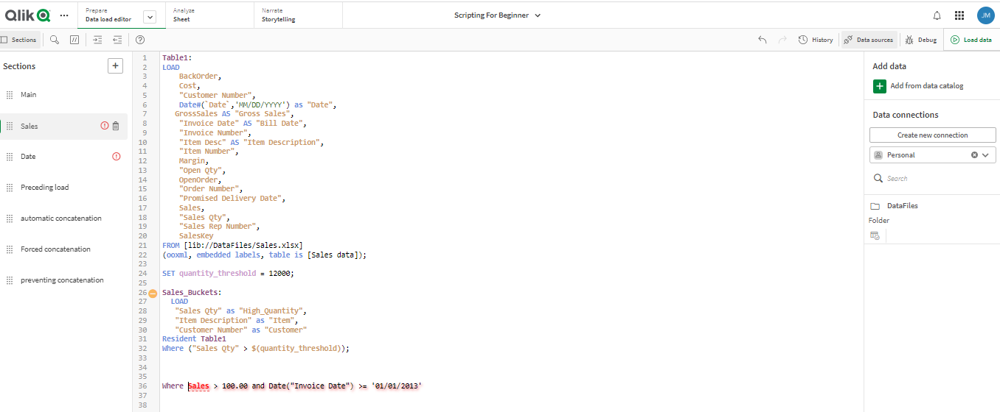 Qlik
Prepare
Data load editor
Analyze
Sheet
Narrate
Storytelling
Scripting For Beginner
JM
Sections
History
Data sources
Debug
Load data
Sections
Main
Sales
Date
Preceding load
automatic concatenation
Forced concatenation
preventing concatenation
1 Table1:
2 LOAD
3 BackOrder,
4 Cost,
5 "Customer Number",
6 Date#(`Date`,'MM/DD/YYYY') as "Date",
7 GrossSales AS "Gross Sales",
8 "Invoice Date" AS "Bill Date",
9 "Invoice Number",
10 "Item Desc" AS "Item Description",
11 "Item Number",
12 Margin,
13 "Open Qty",
14 OpenOrder,
15 "Order Number",
16 "Promised Delivery Date",
17 Sales,
18 "Sales Qty",
19 "Sales Rep Number",
20 SalesKey
21 FROM [lib://DataFiles/Sales.xlsx]
22 (ooxml, embedded labels, table is [Sales data]);
23
24 SET quantity_threshold = 12000;
25
26 Sales_Buckets:
27 LOAD
28 "Sales Qty" as "High_Quantity",
29 "Item Description" as "Item",
30 "Customer Number" as "Customer"
31 Resident Table1
32 Where ("Sales Qty" > $(quantity_threshold));
33
34
35
36 Where Sales > 100.00 and Date("Invoice Date") >= '01/01/2013'
37
38
Add data
Add from data catalog
Data connections
Create new connection
Personal
Search
DataFiles
Folder